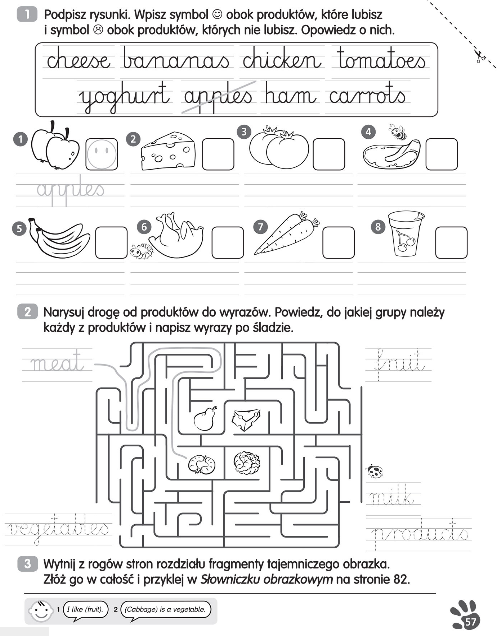 1 Podpisz rysunki. Wpisz symbol ☺ obok produktów, które lubisz
i symbol ☹ obok produktów, których nie lubisz. Opowiedz o nich.
cheese bananas chicken tomatoes
yoghurt apples ham carrots
1 2 3 4
apples
5 6 7 8
2 Narysuj drogę od produktów do wyrazów. Powiedz, do jakiej grupy należy
każdy z produktów i napisz wyrazy po śladzie.
meat fruit
milk
vegetables products
3 Wytnij z rogów stron rozdziału fragmenty tajemniczego obrazka.
Złóż go w całość i przyklej w Słowniczku obrazkowym na stronie 82.
1 I like (fruit). 2 (Cabbage) is a vegetable.
57